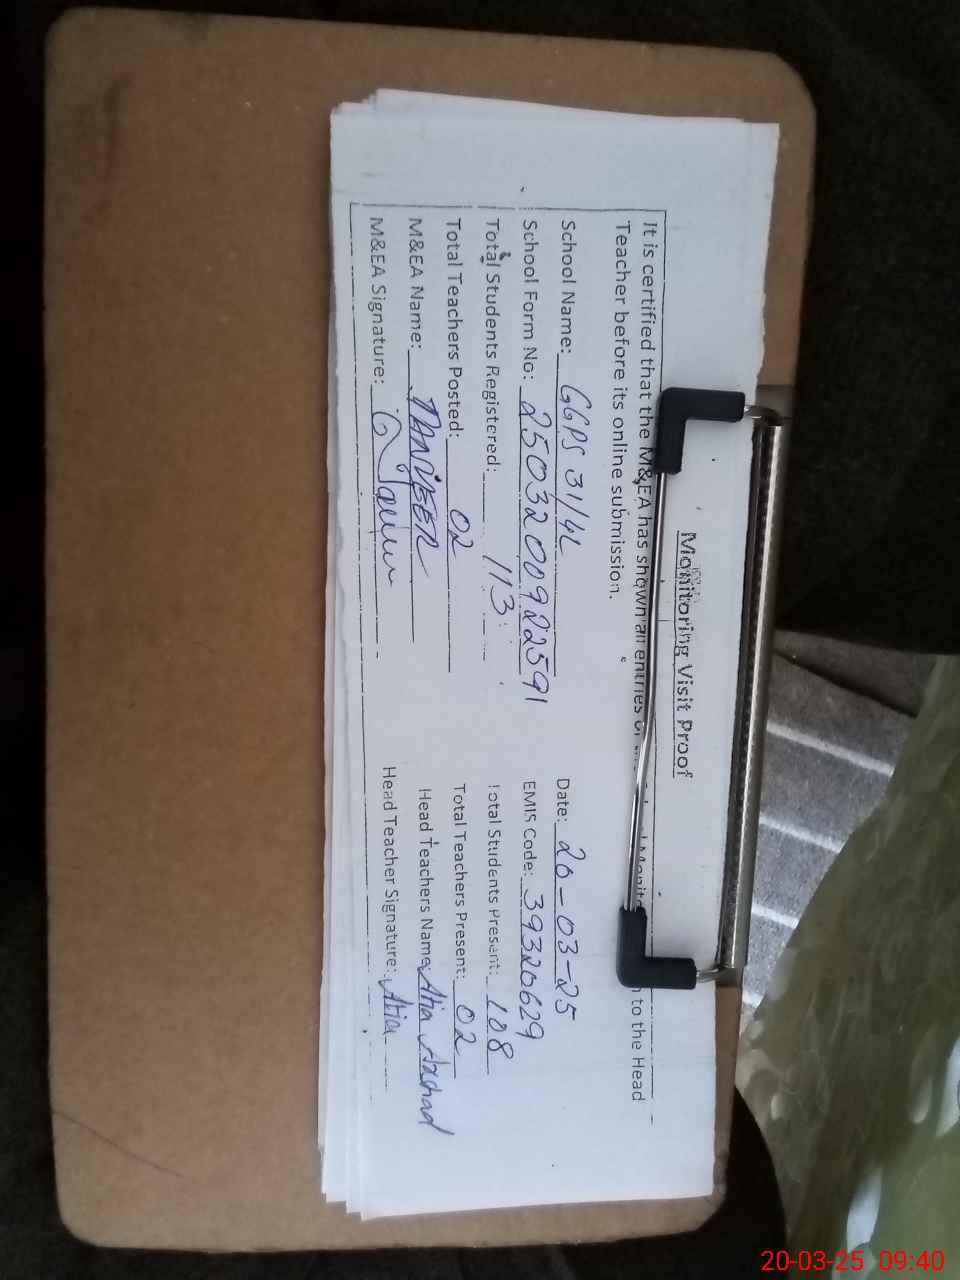 Monitoring Visit Proof
It is certified that the M&EA has shown all entries to the Head
Teacher before its online submission.
School Name: GGPS 31/4L Date: 20-03-25
School Form No: 2503200922591 EMIS Code: 39320629
Total Students Registered: 113 Total Students Present: 108
Total Teachers Posted: 02 Total Teachers Present: 02
M&EA Name: TANVEER Head Teachers Name: Atia Arshad
M&EA Signature: Head Teacher Signature: Atia
20-03-25 09:40